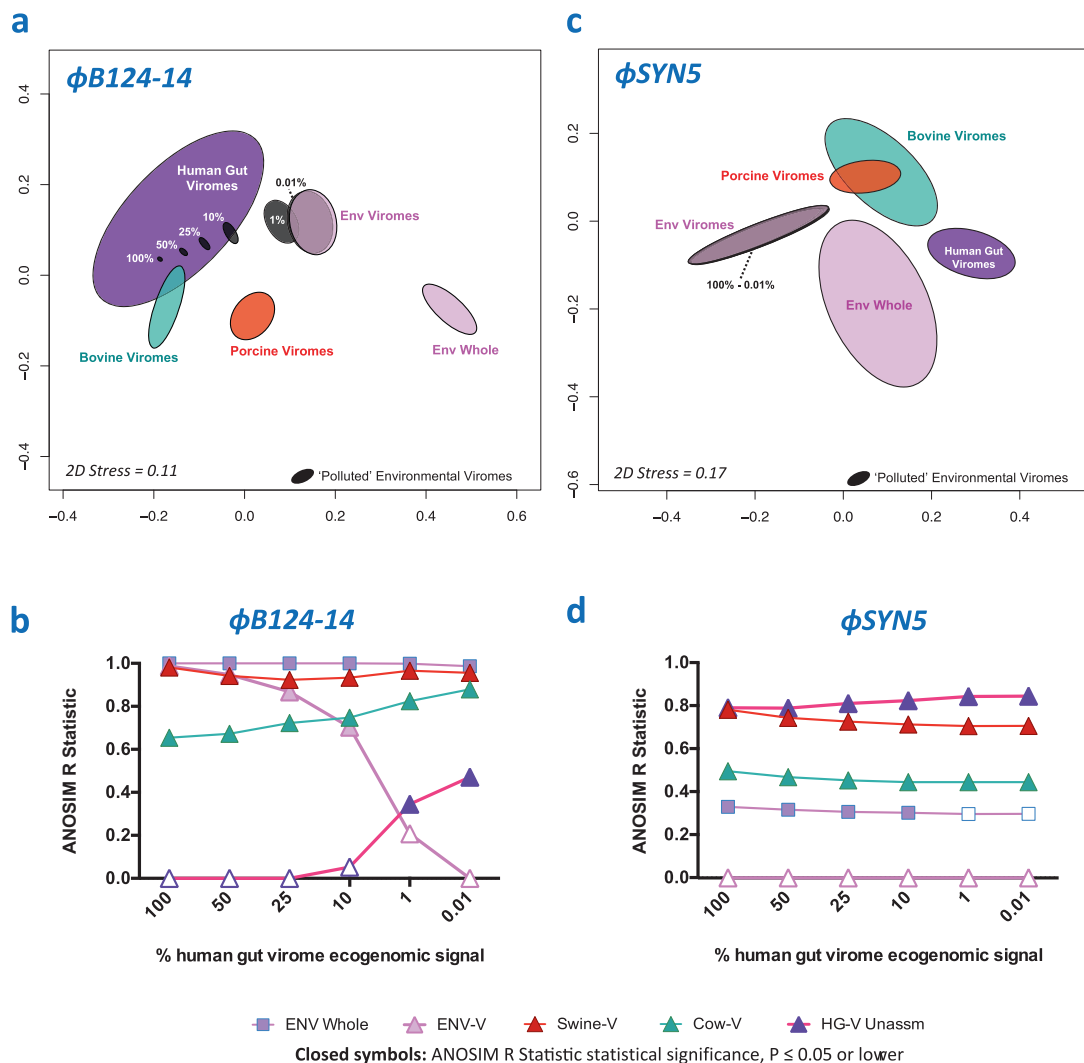 a
ϕB124-14
0.4
0.2
0.0
−0.2
−0.4
Human Gut
Viromes
0.01%
1%
10%
25%
50%
100%
Env Viromes
Bovine Viromes
Porcine Viromes
Env Whole
2D Stress = 0.11
'Polluted' Environmental Viromes
−0.4 −0.2 0.0 0.2 0.4 0.6
c
ϕSYN5
0.2
0.0
−0.2
−0.4
−0.6
Bovine Viromes
Porcine Viromes
Env Viromes
Human Gut
Viromes
100% - 0.01%
Env Whole
2D Stress = 0.17
'Polluted' Environmental Viromes
−0.4 −0.2 0.0 0.2 0.4
b
ϕB124-14
ANOSIM R Statistic
1.0
0.8
0.6
0.4
0.2
0.0
100 50 25 10 1 0.01
% human gut virome ecogenomic signal
d
ϕSYN5
ANOSIM R Statistic
1.0
0.8
0.6
0.4
0.2
0.0
100 50 25 10 1 0.01
% human gut virome ecogenomic signal
ENV Whole ENV-V Swine-V Cow-V HG-V Unassm
Closed symbols: ANOSIM R Statistic statistical significance, P ≤ 0.05 or lower